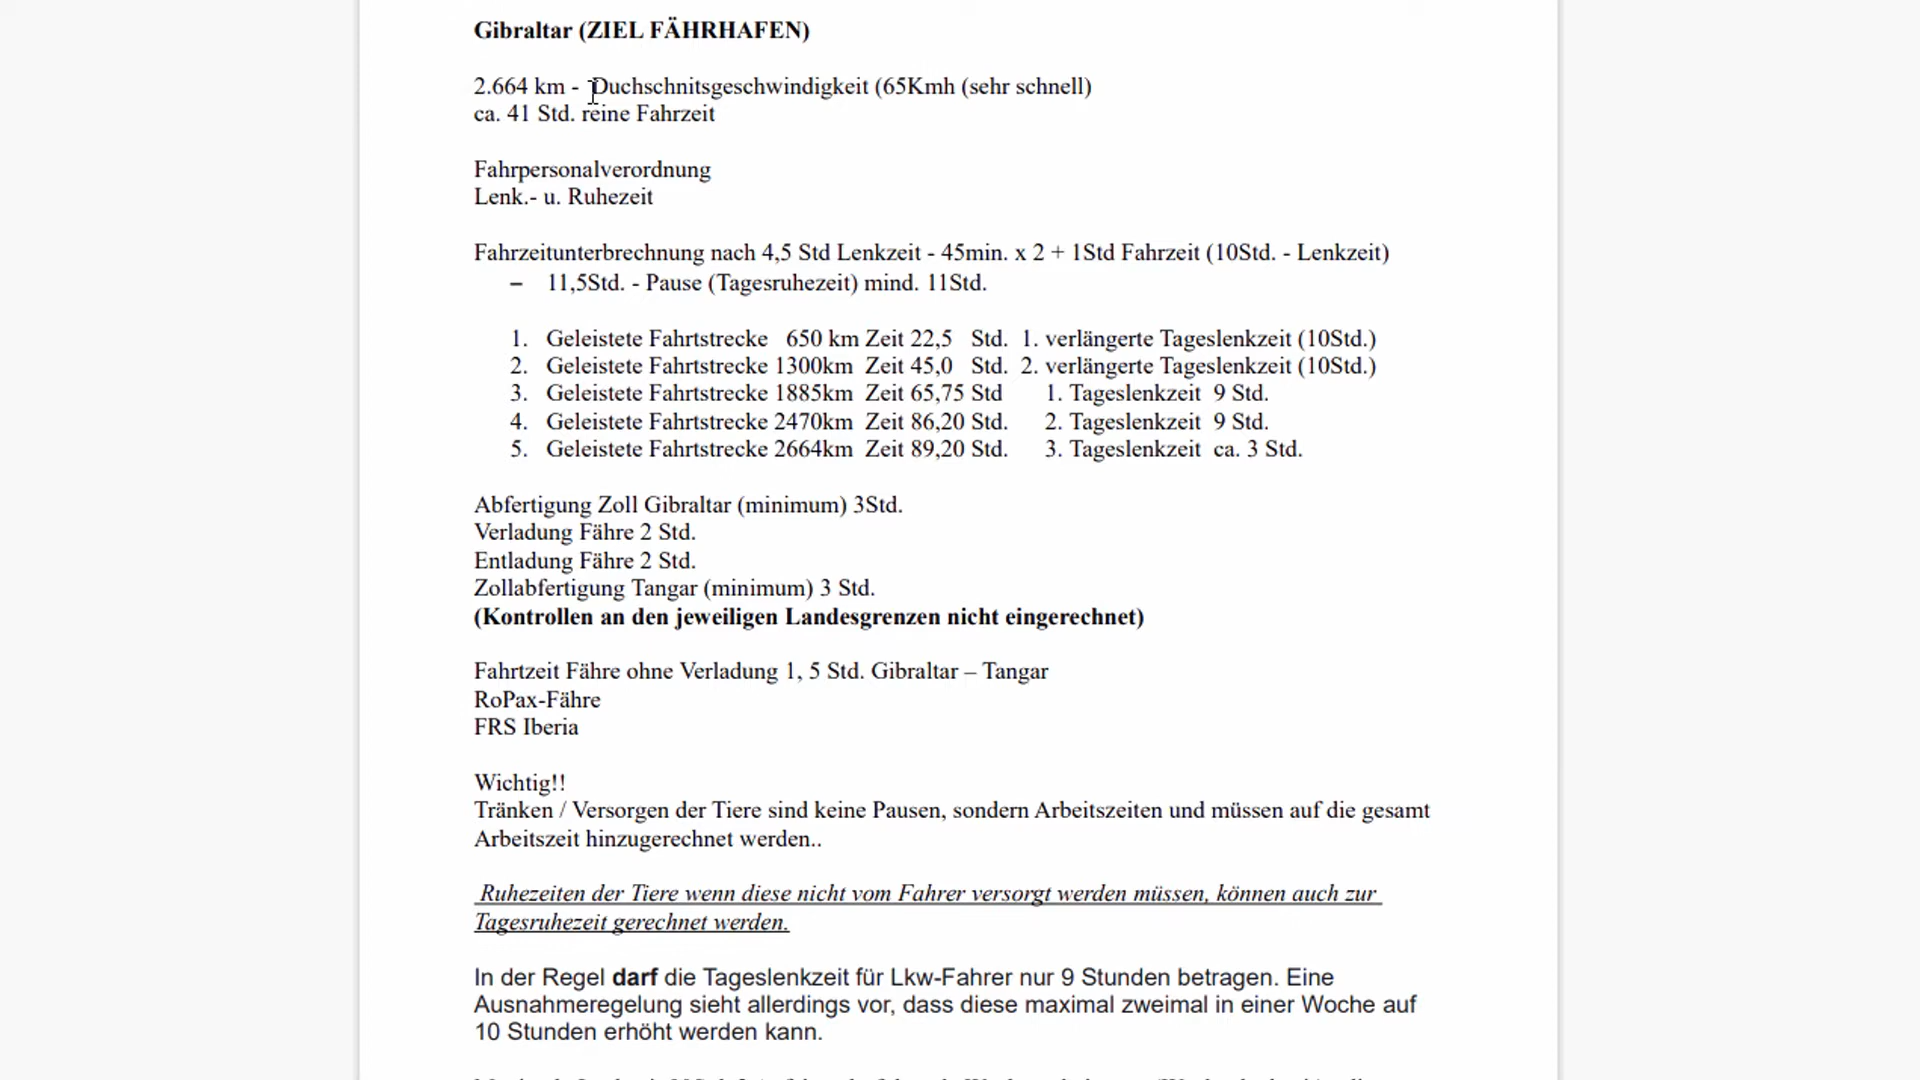 Gibraltar (ZIEL FÄHRHAFEN)
2.664 km - Duchschnitsgeschwindigkeit (65Kmh (sehr schnell)
ca. 41 Std. reine Fahrzeit
Fahrpersonalverordnung
Lenk.- u. Ruhezeit
Fahrzeitunterbrechnung nach 4,5 Std Lenkzeit - 45min. x 2 + 1Std Fahrzeit (10Std. - Lenkzeit)
– 11,5Std. - Pause (Tagesruhezeit) mind. 11Std.
1. Geleistete Fahrtstrecke 650 km Zeit 22,5 Std. 1. verlängerte Tageslenkzeit (10Std.)
2. Geleistete Fahrtstrecke 1300km Zeit 45,0 Std. 2. verlängerte Tageslenkzeit (10Std.)
3. Geleistete Fahrtstrecke 1885km Zeit 65,75 Std 1. Tageslenkzeit 9 Std.
4. Geleistete Fahrtstrecke 2470km Zeit 86,20 Std. 2. Tageslenkzeit 9 Std.
5. Geleistete Fahrtstrecke 2664km Zeit 89,20 Std. 3. Tageslenkzeit ca. 3 Std.
Abfertigung Zoll Gibraltar (minimum) 3Std.
Verladung Fähre 2 Std.
Entladung Fähre 2 Std.
Zollabfertigung Tangar (minimum) 3 Std.
(Kontrollen an den jeweiligen Landesgrenzen nicht eingerechnet)
Fahrtzeit Fähre ohne Verladung 1, 5 Std. Gibraltar – Tangar
RoPax-Fähre
FRS Iberia
Wichtig!!
Tränken / Versorgen der Tiere sind keine Pausen, sondern Arbeitszeiten und müssen auf die gesamt
Arbeitszeit hinzugerechnet werden..
Ruhezeiten der Tiere wenn diese nicht vom Fahrer versorgt werden müssen, können auch zur
Tagesruhezeit gerechnet werden.
In der Regel darf die Tageslenkzeit für Lkw-Fahrer nur 9 Stunden betragen. Eine
Ausnahmeregelung sieht allerdings vor, dass diese maximal zweimal in einer Woche auf
10 Stunden erhöht werden kann.